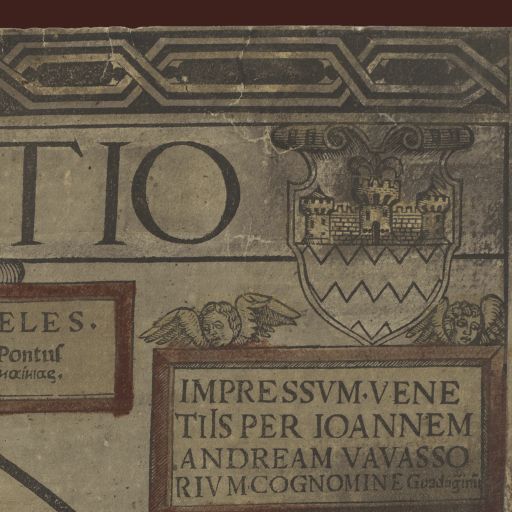 TIO
ELES.
Pontuſ
IMPRESSVM·VENE
TIIS PER IOANNEM
ANDREAM VAVASSO
RIVM·COGNOMINE